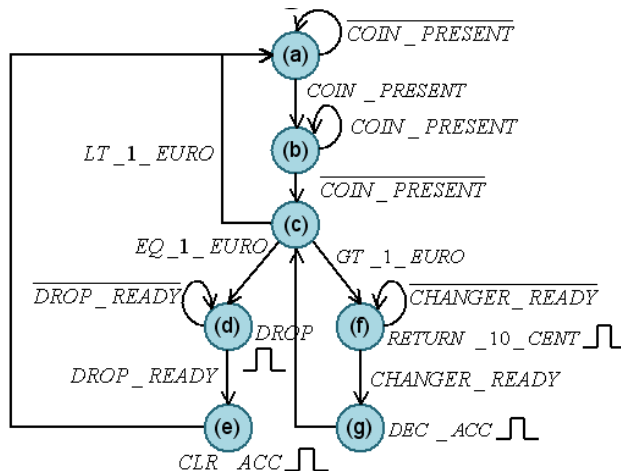 COIN_PRESENT
(a)
COIN_PRESENT
COIN_PRESENT
(b)
LT_1_EURO
COIN_PRESENT
(c)
EQ_1_EURO
GT_1_EURO
DROP_READY
CHANGER_READY
(d)
DROP
(f)
RETURN_10_CENT
DROP_READY
CHANGER_READY
(e)
(g)
DEC_ACC
CLR_ACC